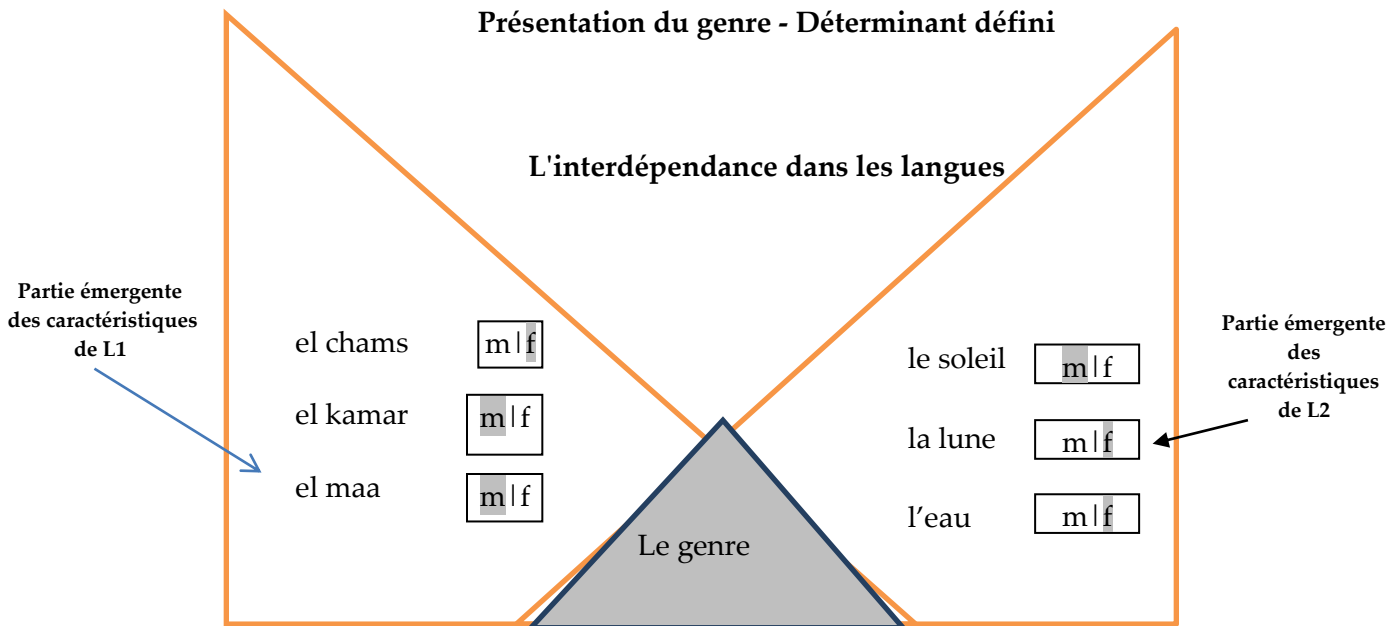 Présentation du genre - Déterminant défini
L'interdépendance dans les langues
Partie émergente
des caractéristiques
de L1
el chams m|f
el kamar m|f
el maa m|f
le soleil m|f
la lune m|f
l’eau m|f
Partie émergente
des
caractéristiques
de L2
Le genre